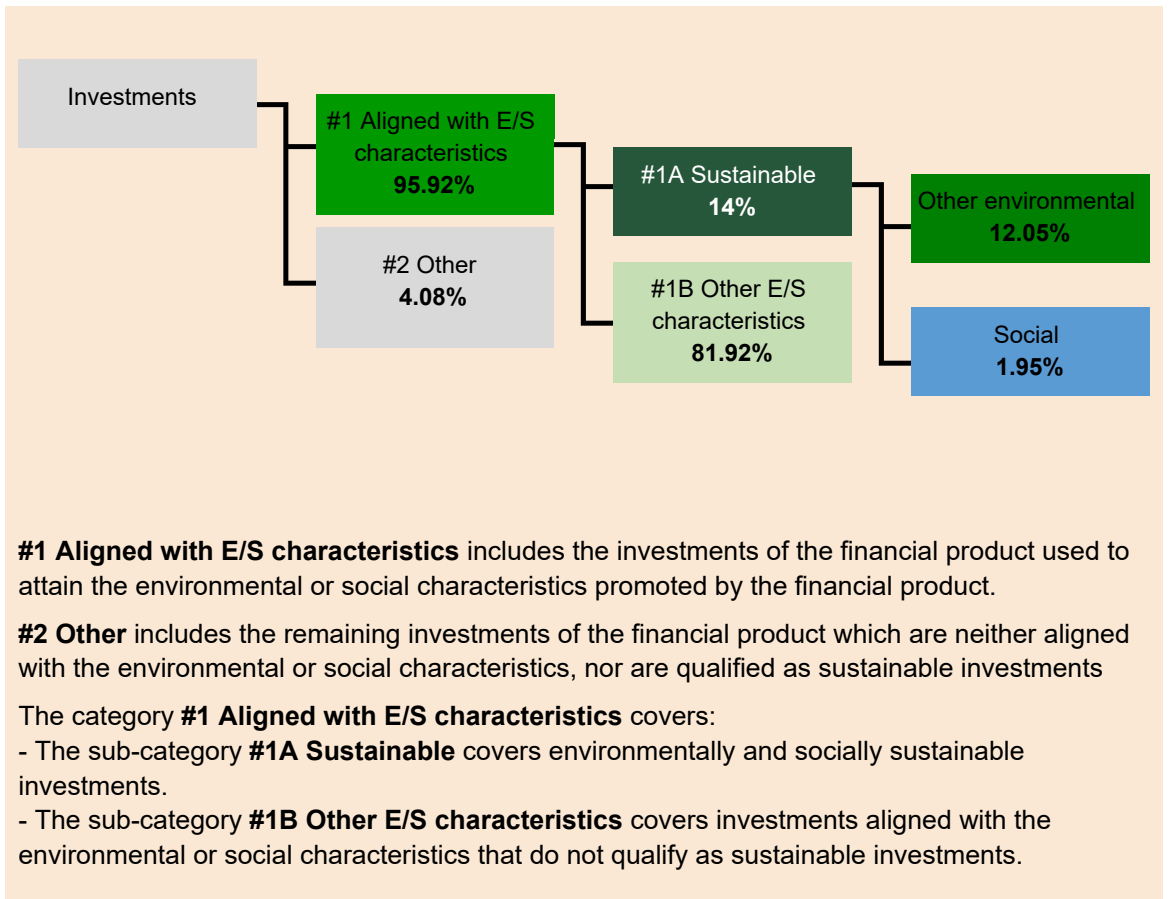 Investments
#1 Aligned with E/S
characteristics
95.92%
#2 Other
4.08%
#1A Sustainable
14%
#1B Other E/S
characteristics
81.92%
Other environmental
12.05%
Social
1.95%
#1 Aligned with E/S characteristics includes the investments of the financial product used to
attain the environmental or social characteristics promoted by the financial product.
#2 Other includes the remaining investments of the financial product which are neither aligned
with the environmental or social characteristics, nor are qualified as sustainable investments
The category #1 Aligned with E/S characteristics covers:
- The sub-category #1A Sustainable covers environmentally and socially sustainable
investments.
- The sub-category #1B Other E/S characteristics covers investments aligned with the
environmental or social characteristics that do not qualify as sustainable investments.